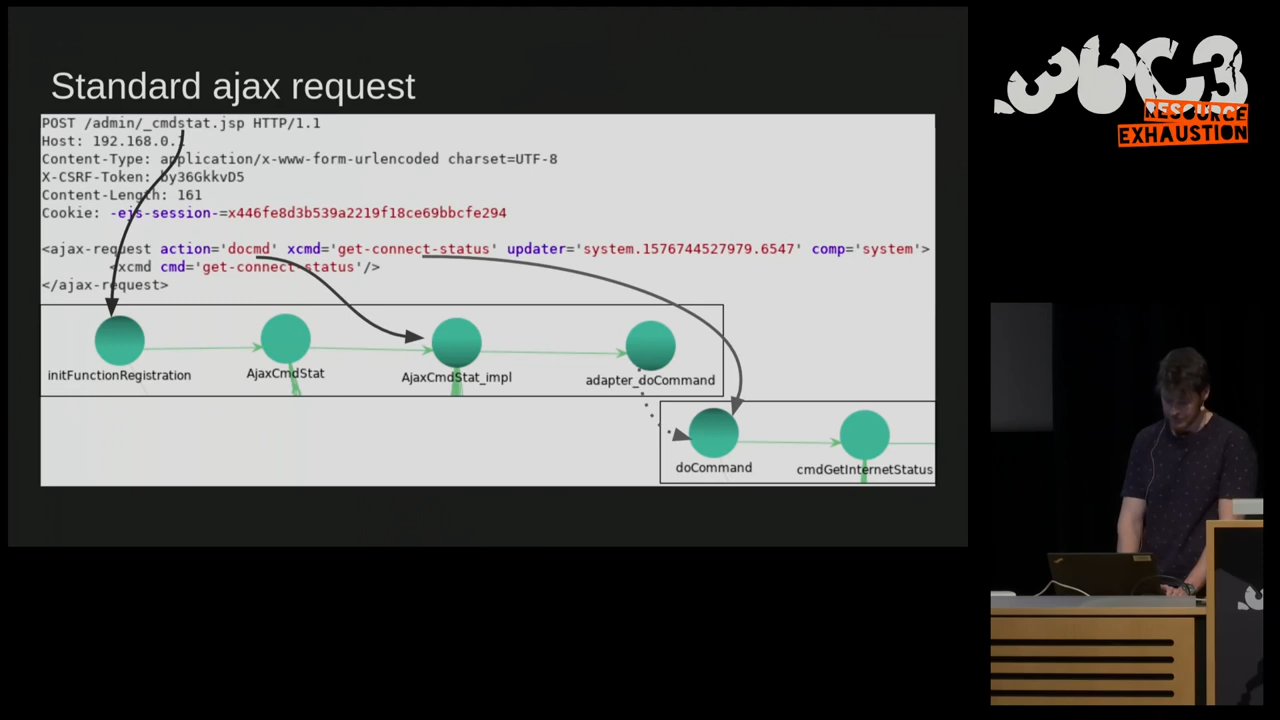 Standard ajax request
POST /admin/_cmdstat.jsp HTTP/1.1
Host: 192.168.0.1
Content-Type: application/x-www-form-urlencoded charset=UTF-8
X-CSRF-Token: by36GkkvD5
Content-Length: 161
Cookie: -ejs-session-=x446fe8d3b539a2219f18ce69bbcfe294
<ajax-request action='docmd' xcmd='get-connect-status' updater='system.1576744527979.6547' comp='system'>
<xcmd cmd='get-connect-status'/>
</ajax-request>
initFunctionRegistration
AjaxCmdStat
AjaxCmdStat_impl
adapter_doCommand
doCommand
cmdGetInternetStatus
36C3
RESOURCE
EXHAUSTION